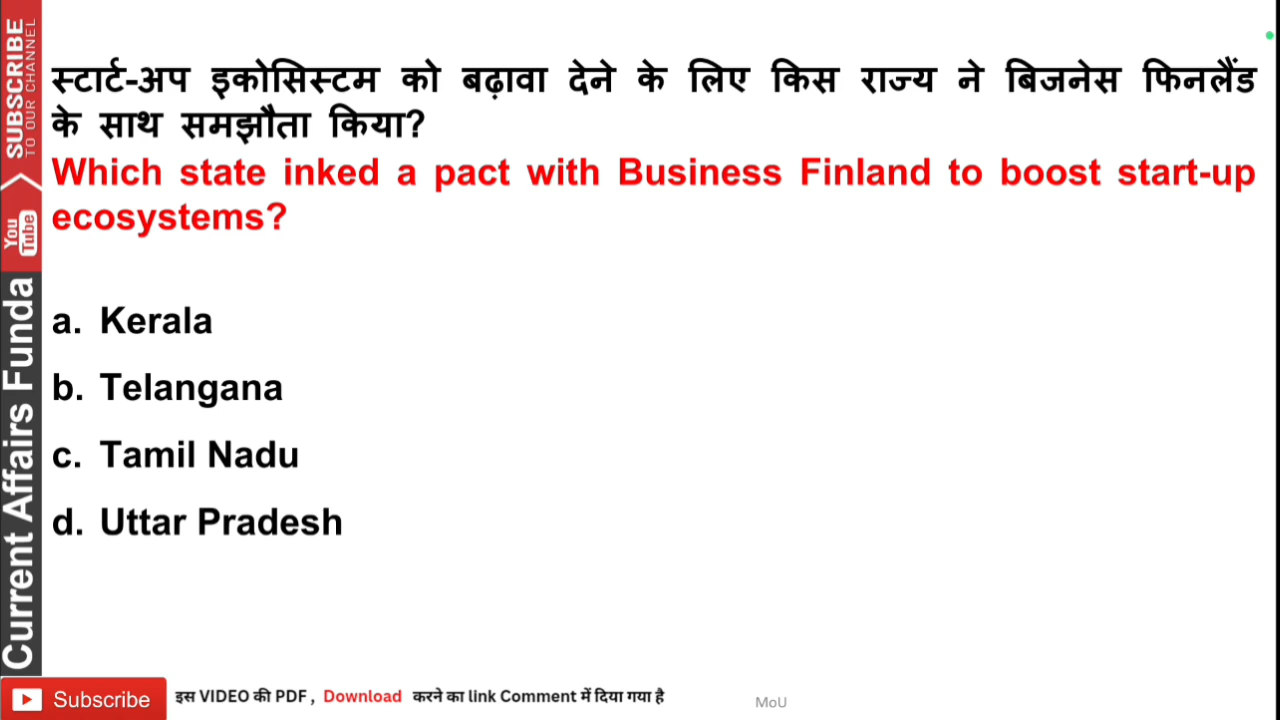 स्टार्ट-अप इकोसिस्टम को बढ़ावा देने के लिए किस राज्य ने बिजनेस फिनलैंड
के साथ समझौता किया?
Which state inked a pact with Business Finland to boost start-up
ecosystems?
a. Kerala
b. Telangana
c. Tamil Nadu
d. Uttar Pradesh
SUBSCRIBE
TO OUR CHANNEL
You
Tube
Current Affairs Funda
Subscribe
इस VIDEO की PDF , Download करने का link Comment में दिया गया है
MoU